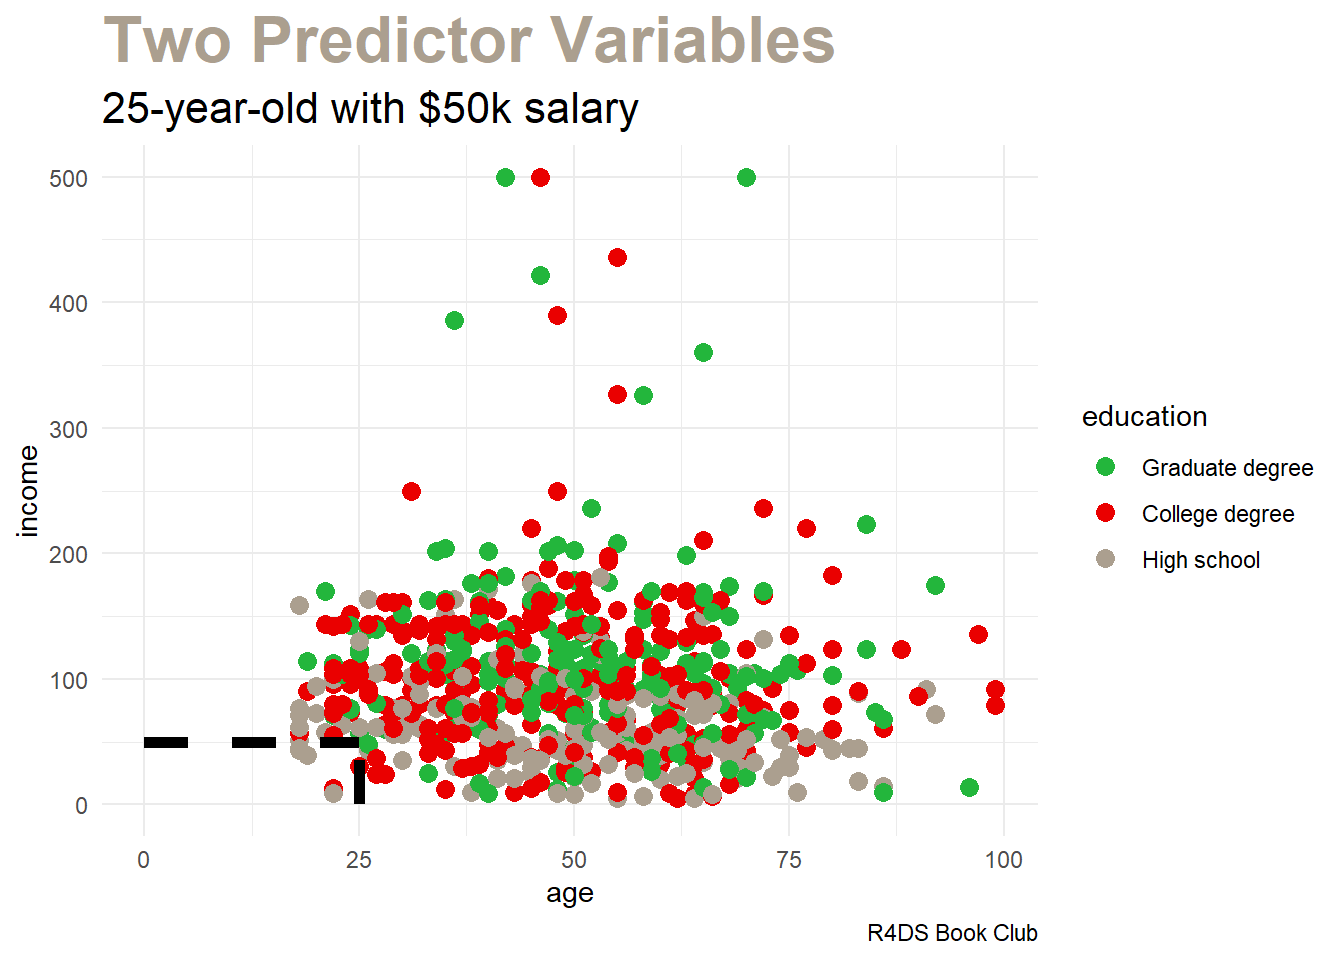 Two Predictor Variables
25-year-old with $50k salary
500
400
300
200
100
0
income
0 25 50 75 100
age
education
Graduate degree
College degree
High school
R4DS Book Club